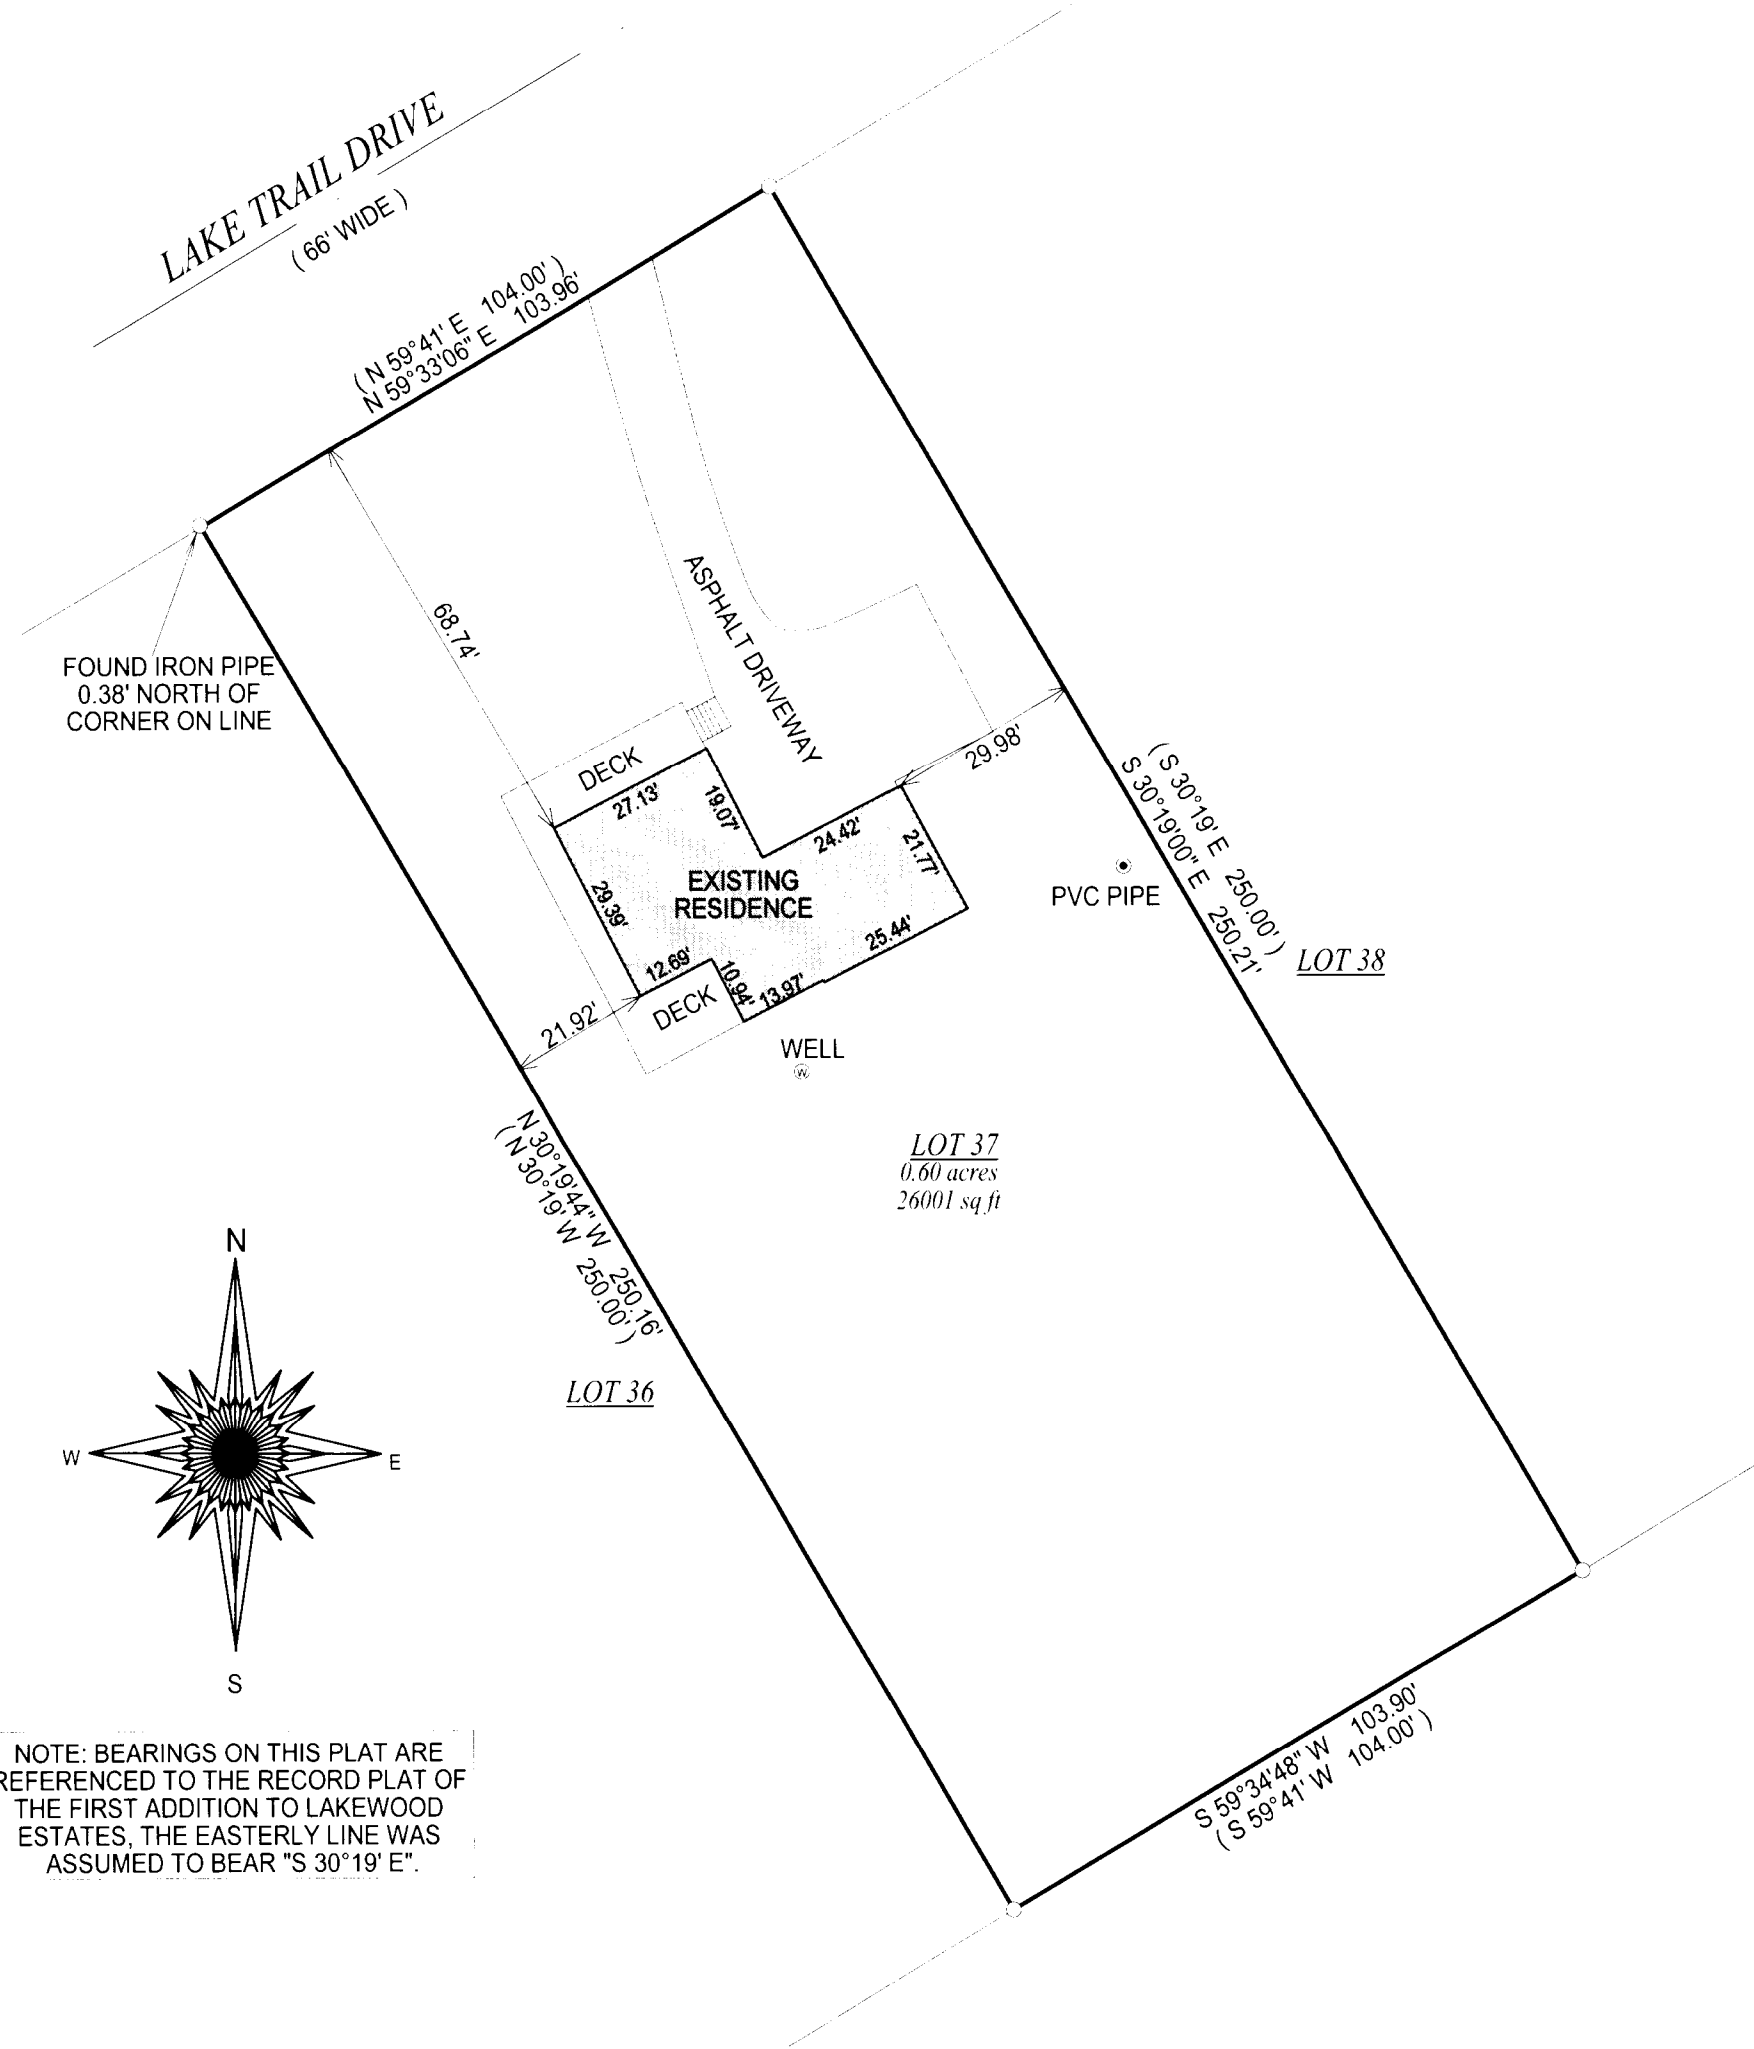 LAKE TRAIL DRIVE
( 66' WIDE )
( N 59°41' E 104.00' )
N 59°33'06" E 103.96'
FOUND IRON PIPE
0.38' NORTH OF
CORNER ON LINE
68.74'
ASPHALT DRIVEWAY
DECK
27.13'
19.07'
24.42'
29.98'
21.77'
EXISTING
RESIDENCE
29.39'
25.44'
12.69'
10.94'
13.97'
DECK
21.92'
WELL
W
PVC PIPE
( S 30°19' E 250.00' )
S 30°19'00" E 250.21'
LOT 38
LOT 37
0.60 acres
26001 sq ft
N 30°19'44" W 250.16'
( N 30°19' W 250.00' )
LOT 36
N
W
E
S
S 59°34'48" W 103.90'
( S 59°41' W 104.00' )
NOTE: BEARINGS ON THIS PLAT ARE
REFERENCED TO THE RECORD PLAT OF
THE FIRST ADDITION TO LAKEWOOD
ESTATES, THE EASTERLY LINE WAS
ASSUMED TO BEAR "S 30°19' E".